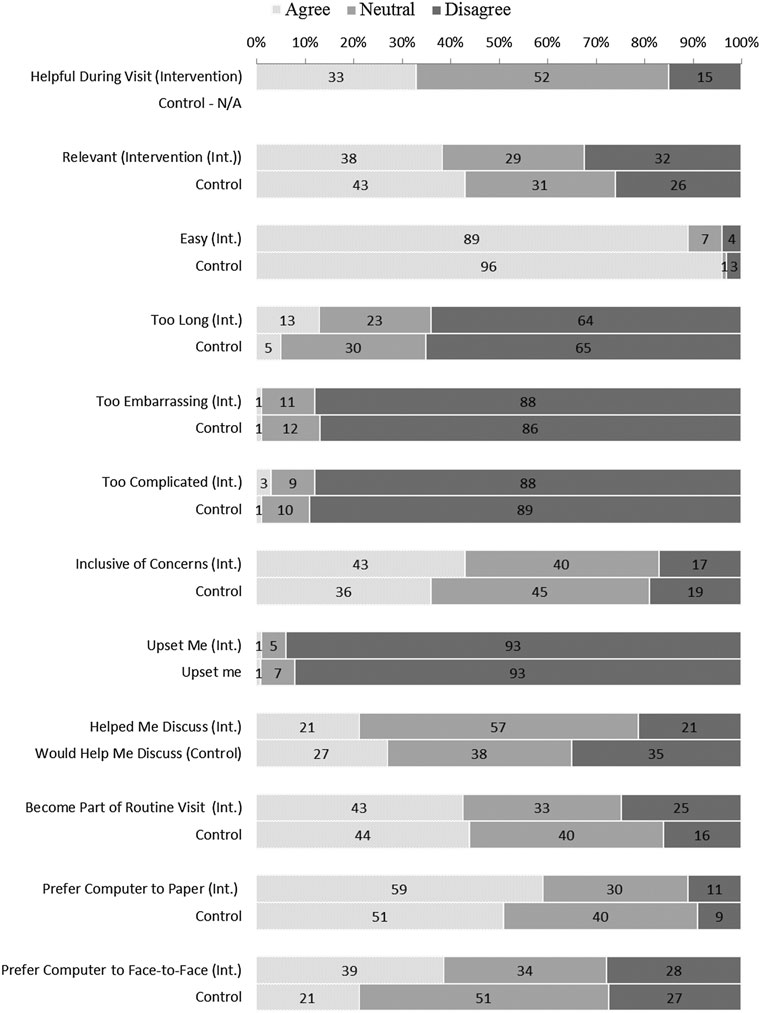 Agree Neutral Disagree
0% 10% 20% 30% 40% 50% 60% 70% 80% 90% 100%
Helpful During Visit (Intervention) 33 52 15
Control - N/A
Relevant (Intervention (Int.)) 38 29 32
Control 43 31 26
Easy (Int.) 89 7 4
Control 96 1 3
Too Long (Int.) 13 23 64
Control 5 30 65
Too Embarrassing (Int.) 1 11 88
Control 1 12 86
Too Complicated (Int.) 3 9 88
Control 1 10 89
Inclusive of Concerns (Int.) 43 40 17
Control 36 45 19
Upset Me (Int.) 1 5 93
Upset me 1 7 93
Helped Me Discuss (Int.) 21 57 21
Would Help Me Discuss (Control) 27 38 35
Become Part of Routine Visit (Int.) 43 33 25
Control 44 40 16
Prefer Computer to Paper (Int.) 59 30 11
Control 51 40 9
Prefer Computer to Face-to-Face (Int.) 39 34 28
Control 21 51 27